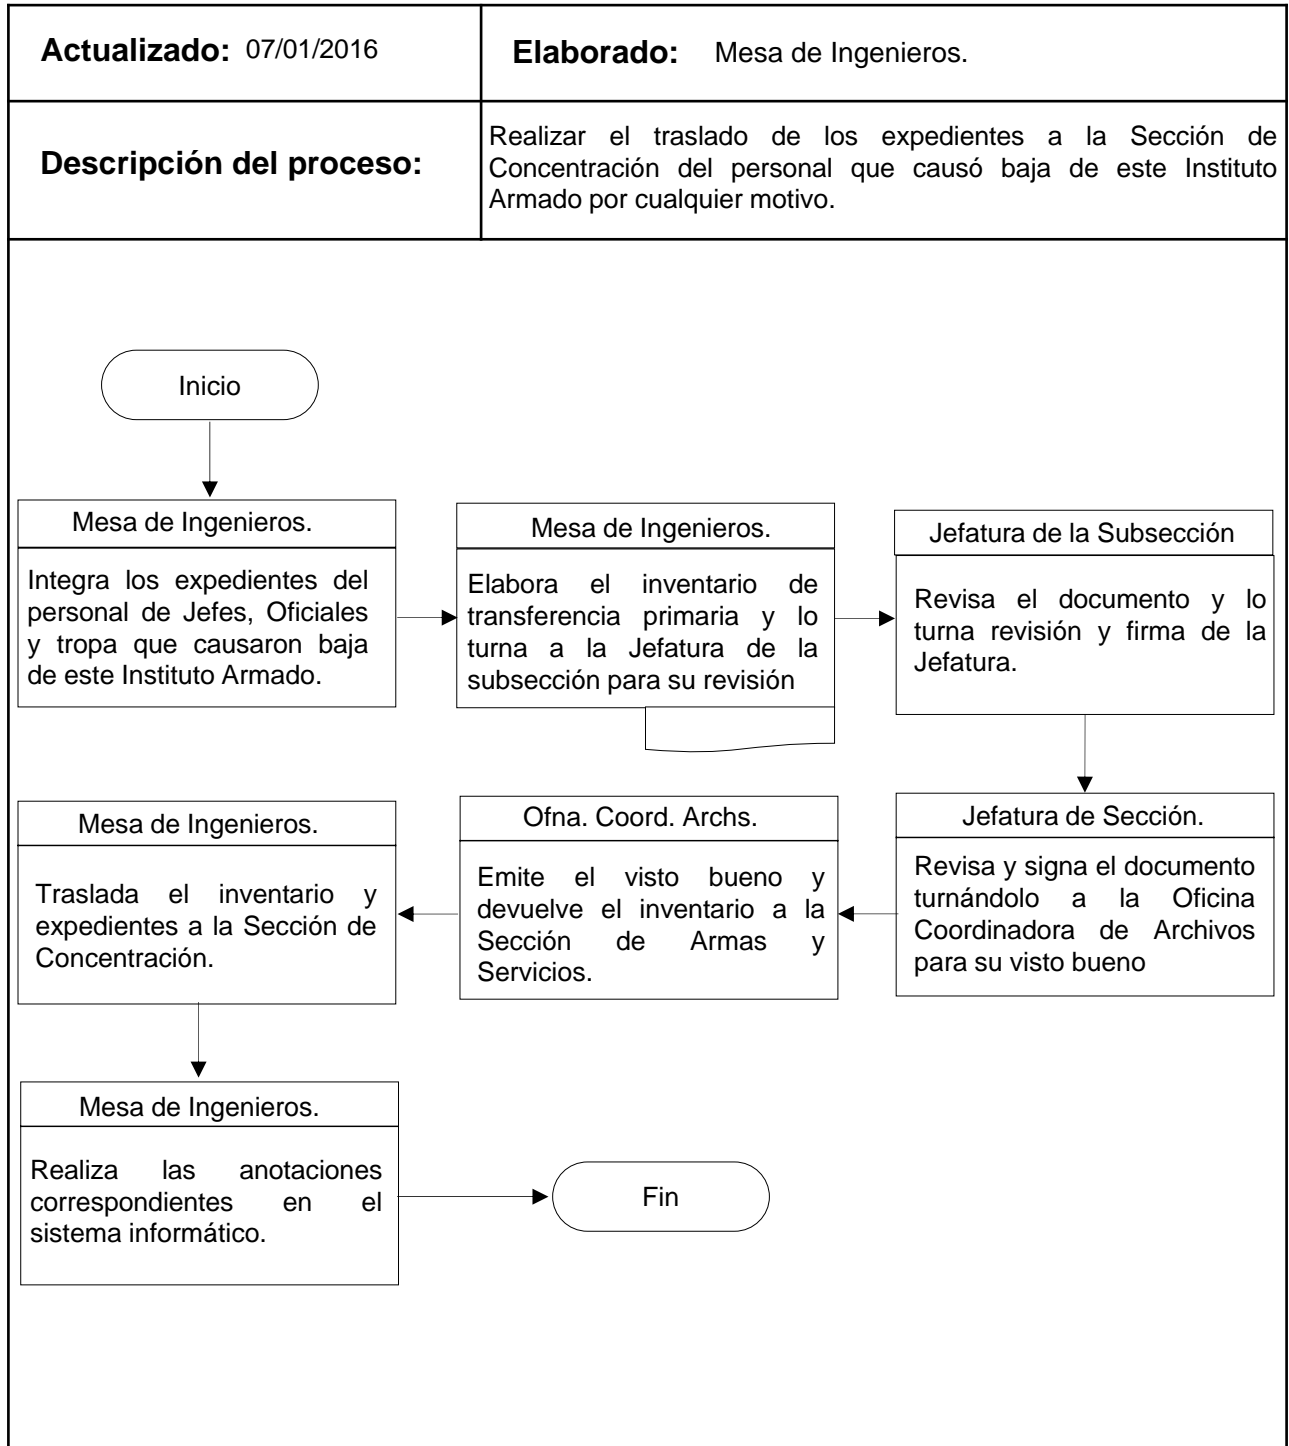 Actualizado: 07/01/2016
Elaborado: Mesa de Ingenieros.
Descripción del proceso:
Realizar el traslado de los expedientes a la Sección de
Concentración del personal que causó baja de este Instituto
Armado por cualquier motivo.
Inicio
Mesa de Ingenieros.
Integra los expedientes del
personal de Jefes, Oficiales
y tropa que causaron baja
de este Instituto Armado.
Mesa de Ingenieros.
Elabora el inventario de
transferencia primaria y lo
turna a la Jefatura de la
subsección para su revisión
Jefatura de la Subsección
Revisa el documento y lo
turna revisión y firma de la
Jefatura.
Jefatura de Sección.
Revisa y signa el documento
turnándolo a la Oficina
Coordinadora de Archivos
para su visto bueno
Ofna. Coord. Archs.
Emite el visto bueno y
devuelve el inventario a la
Sección de Armas y
Servicios.
Mesa de Ingenieros.
Traslada el inventario y
expedientes a la Sección de
Concentración.
Mesa de Ingenieros.
Realiza las anotaciones
correspondientes en el
sistema informático.
Fin